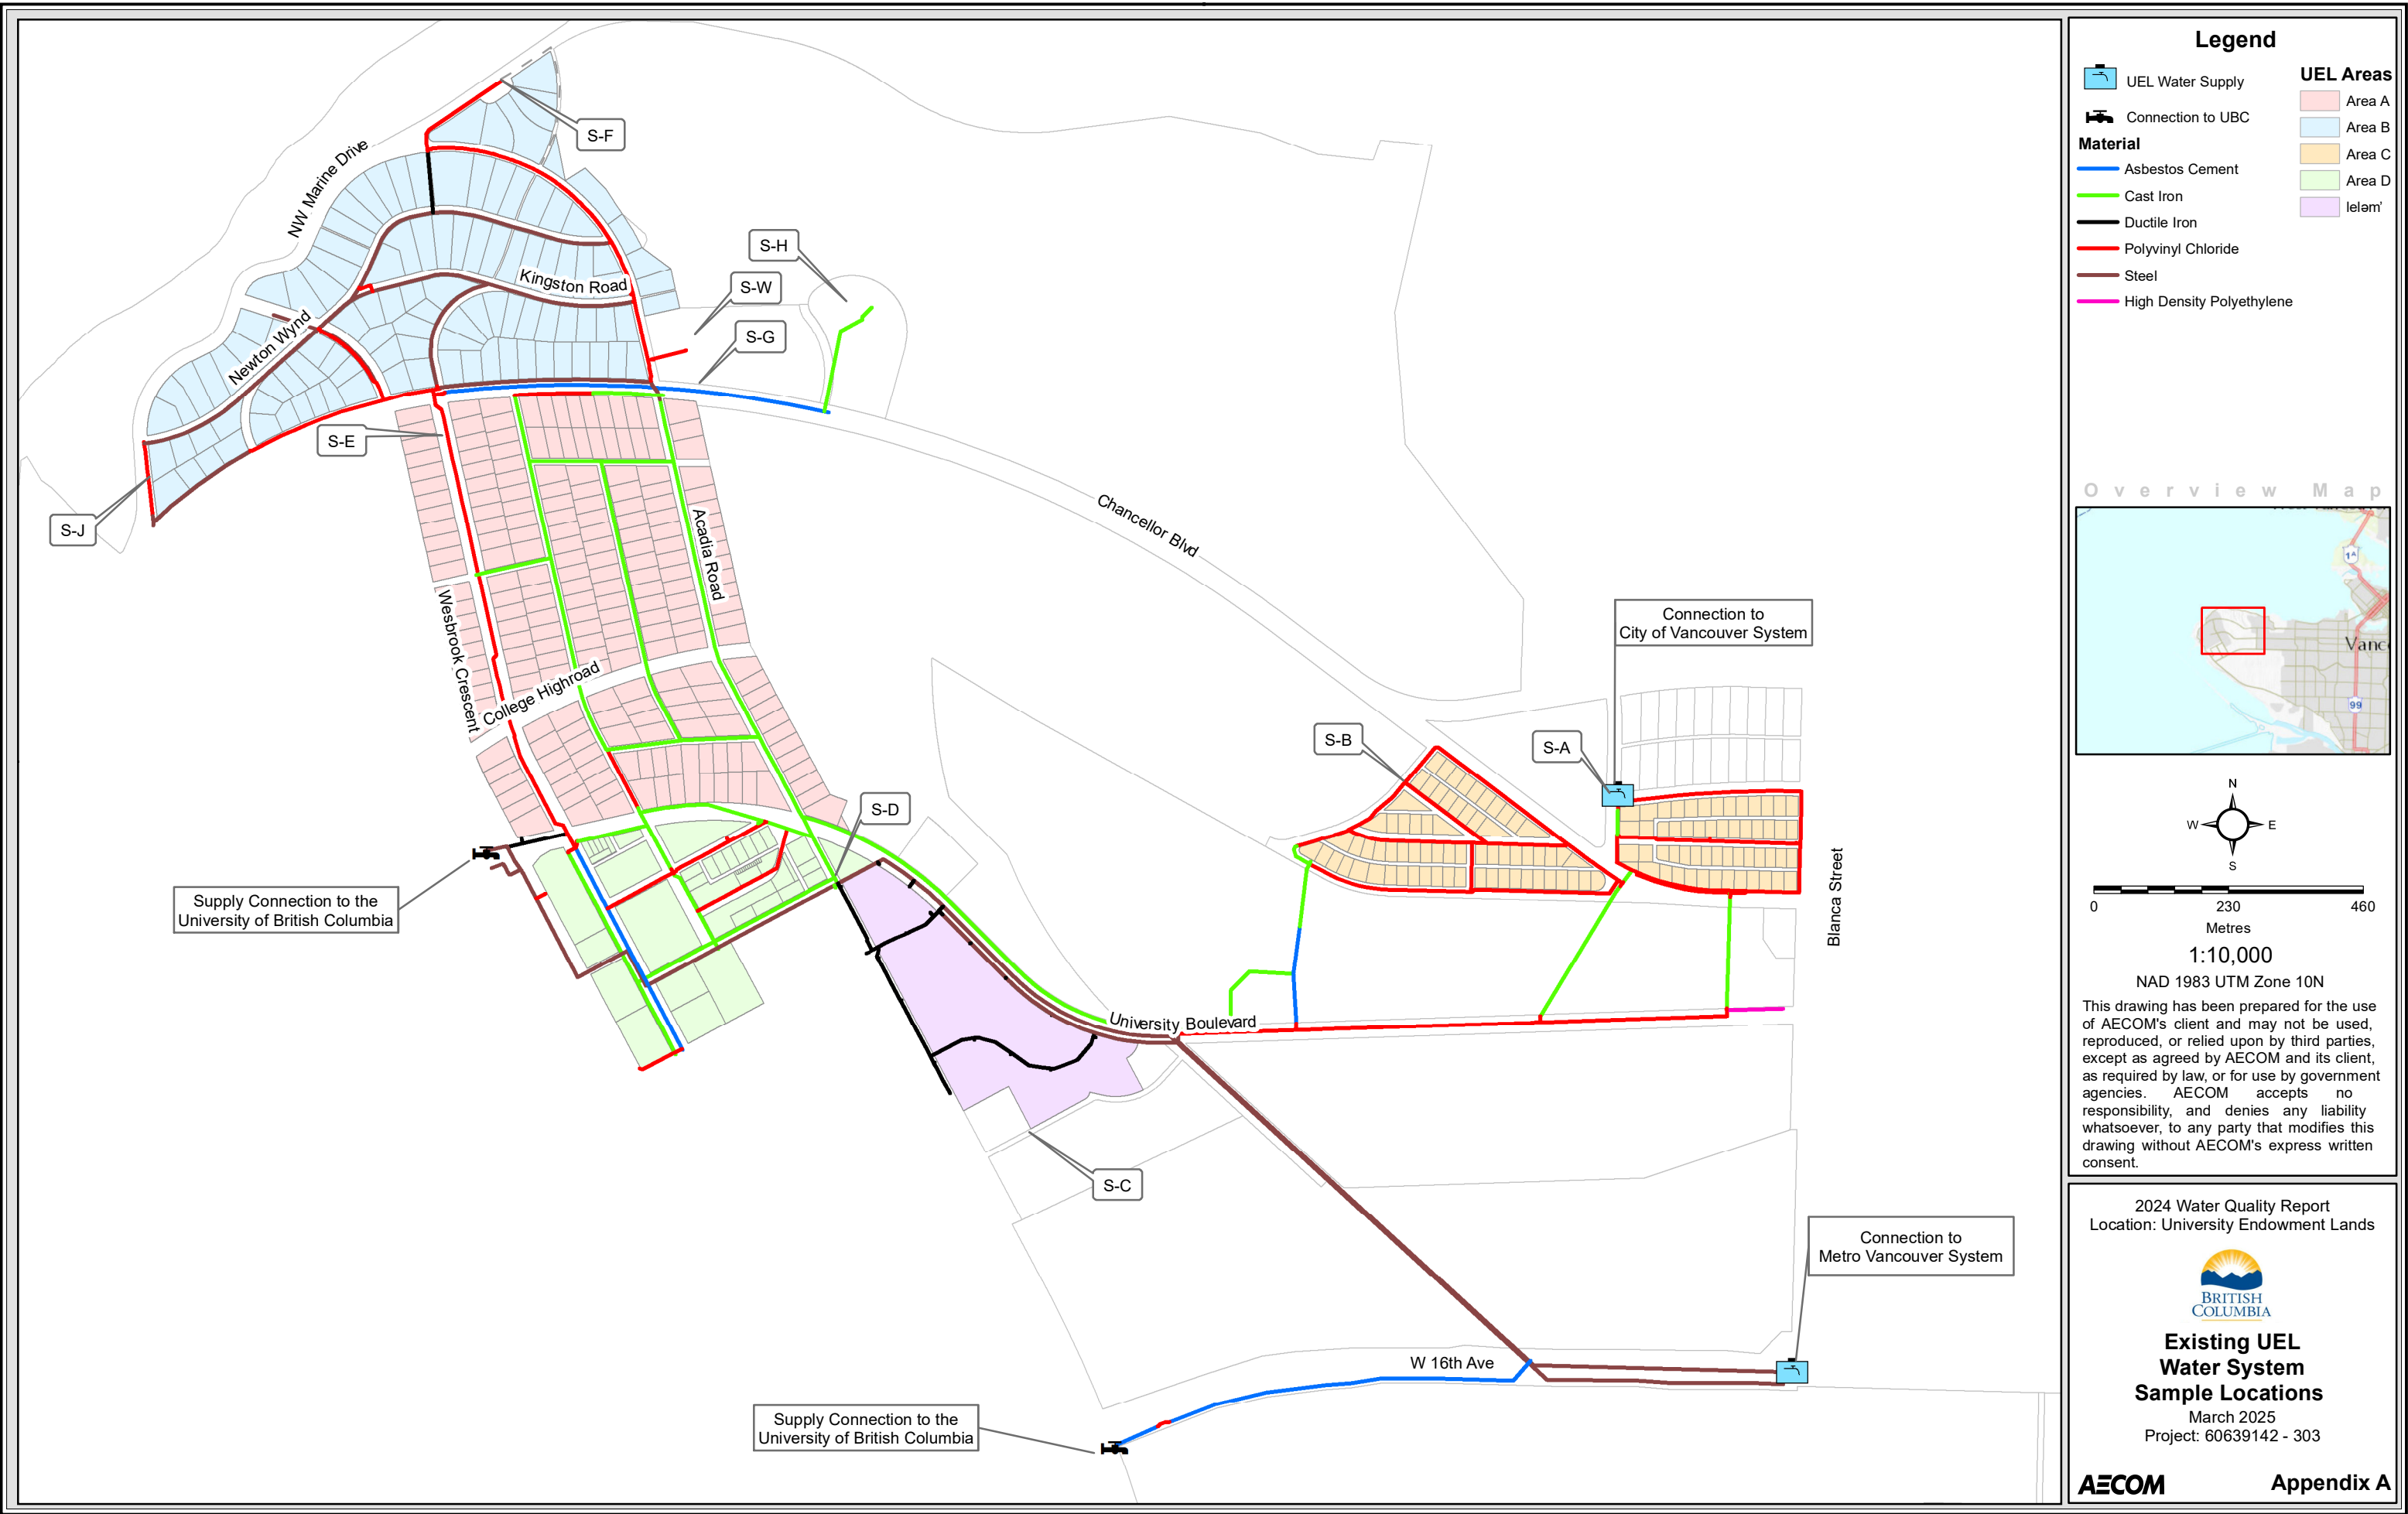 S-F
NW Marine Drive
S-H
S-W
Kingston Road
S-G
Newton Wynd
S-E
S-J
Acadia Road
Chancellor Blvd
Wesbrook Crescent
College Highroad
Connection to
City of Vancouver System
S-B
S-A
S-D
Supply Connection to the
University of British Columbia
Blanca Street
University Boulevard
S-C
Connection to
Metro Vancouver System
W 16th Ave
Supply Connection to the
University of British Columbia
Legend
UEL Water Supply
Connection to UBC
Material
Asbestos Cement
Cast Iron
Ductile Iron
Polyvinyl Chloride
Steel
High Density Polyethylene
UEL Areas
Area A
Area B
Area C
Area D
leləm̓
Overview Map
1A
Vanc
99
N
W E
S
0 230 460
Metres
1:10,000
NAD 1983 UTM Zone 10N
This drawing has been prepared for the use
of AECOM's client and may not be used,
reproduced, or relied upon by third parties,
except as agreed by AECOM and its client,
as required by law, or for use by government
agencies. AECOM accepts no
responsibility, and denies any liability
whatsoever, to any party that modifies this
drawing without AECOM's express written
consent.
2024 Water Quality Report
Location: University Endowment Lands
BRITISH
COLUMBIA
Existing UEL
Water System
Sample Locations
March 2025
Project: 60639142 - 303
AECOM
Appendix A